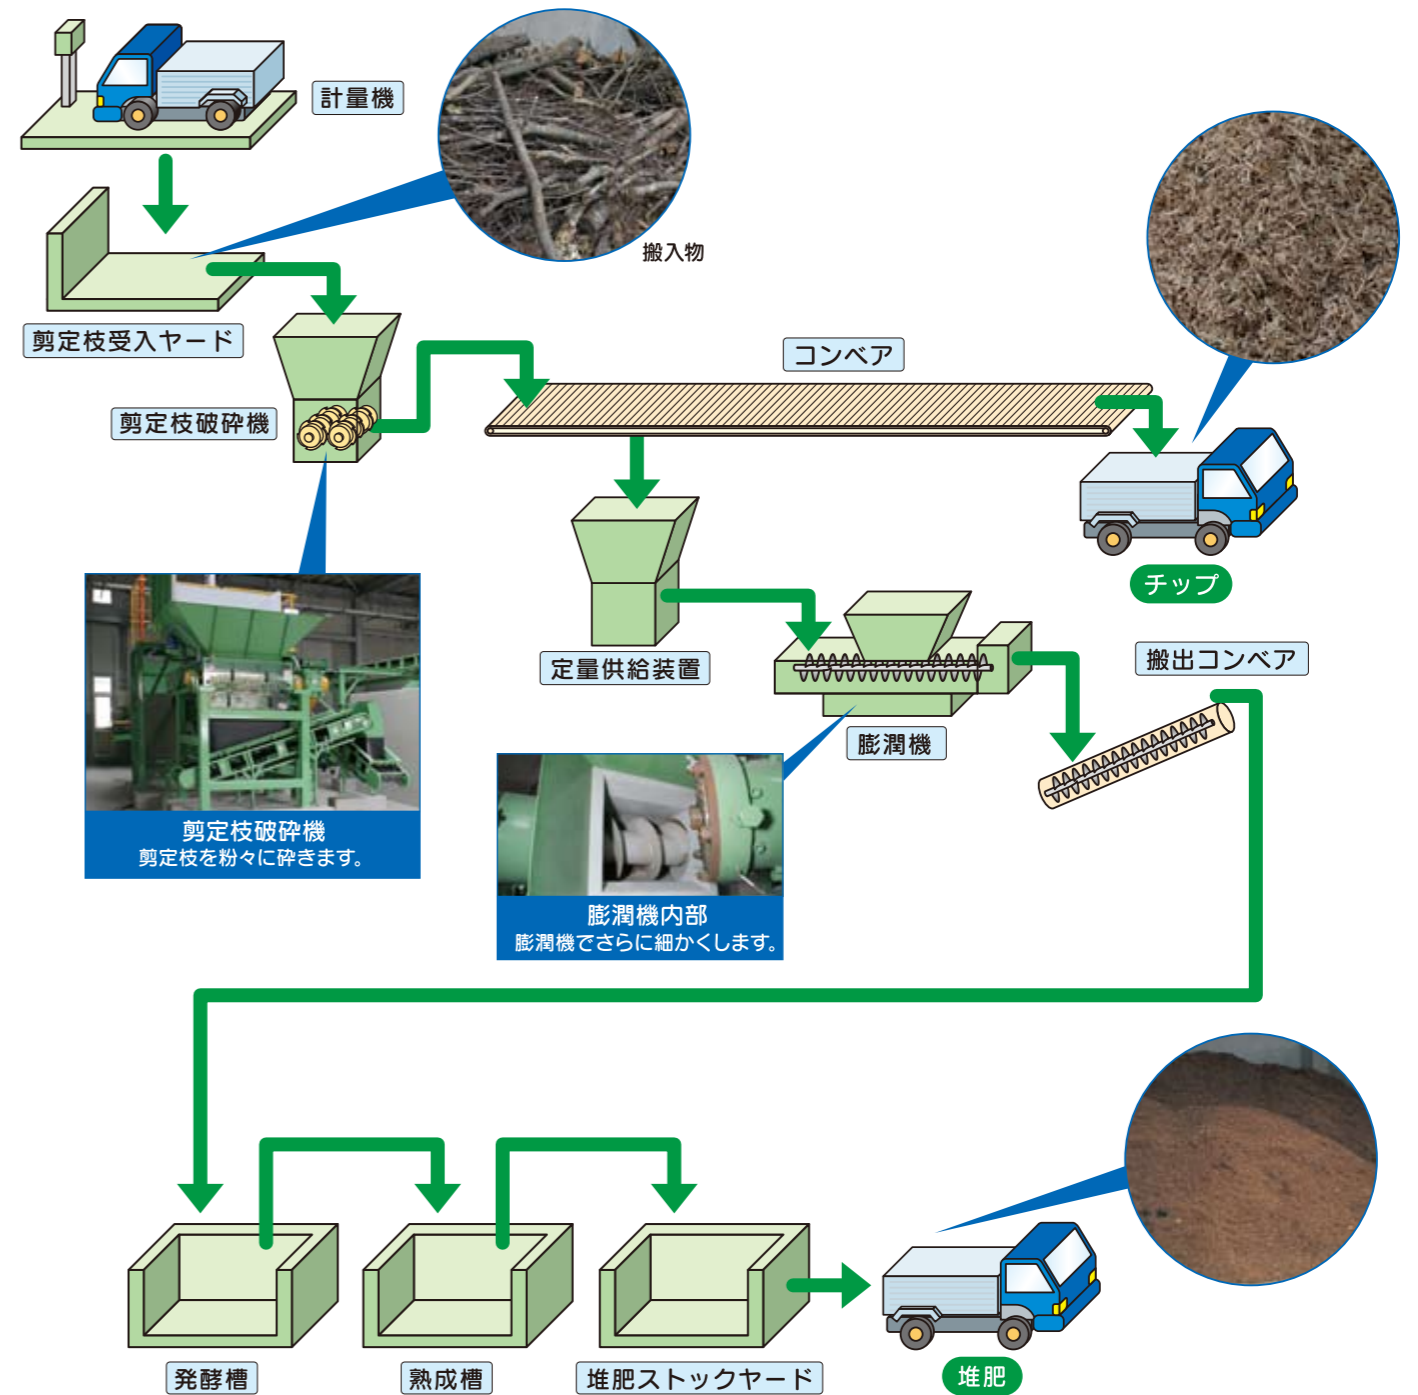 計量機
搬入物
剪定枝受入ヤード
コンベア
剪定枝破砕機
チップ
定量供給装置
搬出コンベア
膨潤機
剪定枝破砕機
剪定枝を粉々に砕きます。
膨潤機内部
膨潤機でさらに細かくします。
発酵槽
熟成槽
堆肥ストックヤード
堆肥